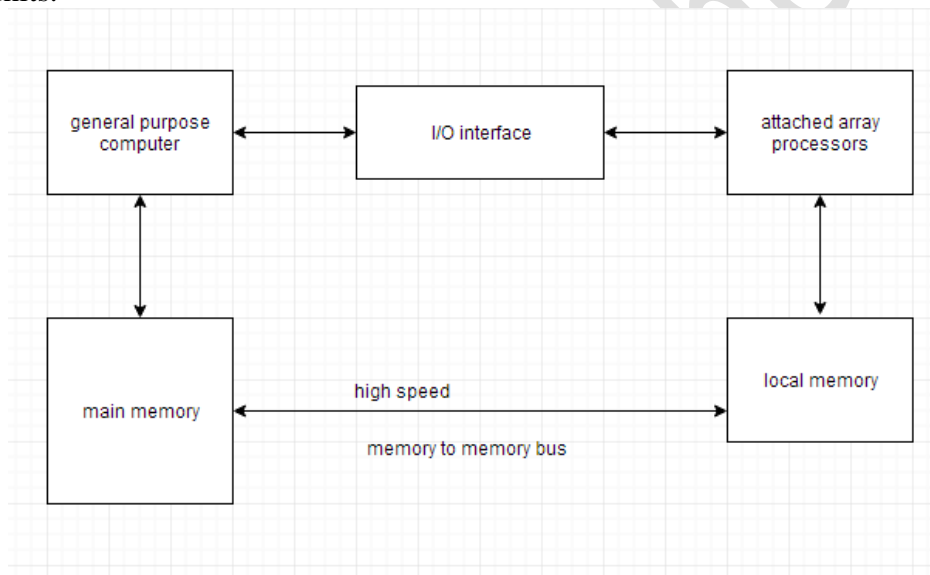 general purpose
computer
I/O interface
attached array
processors
main memory
high speed
memory to memory bus
local memory